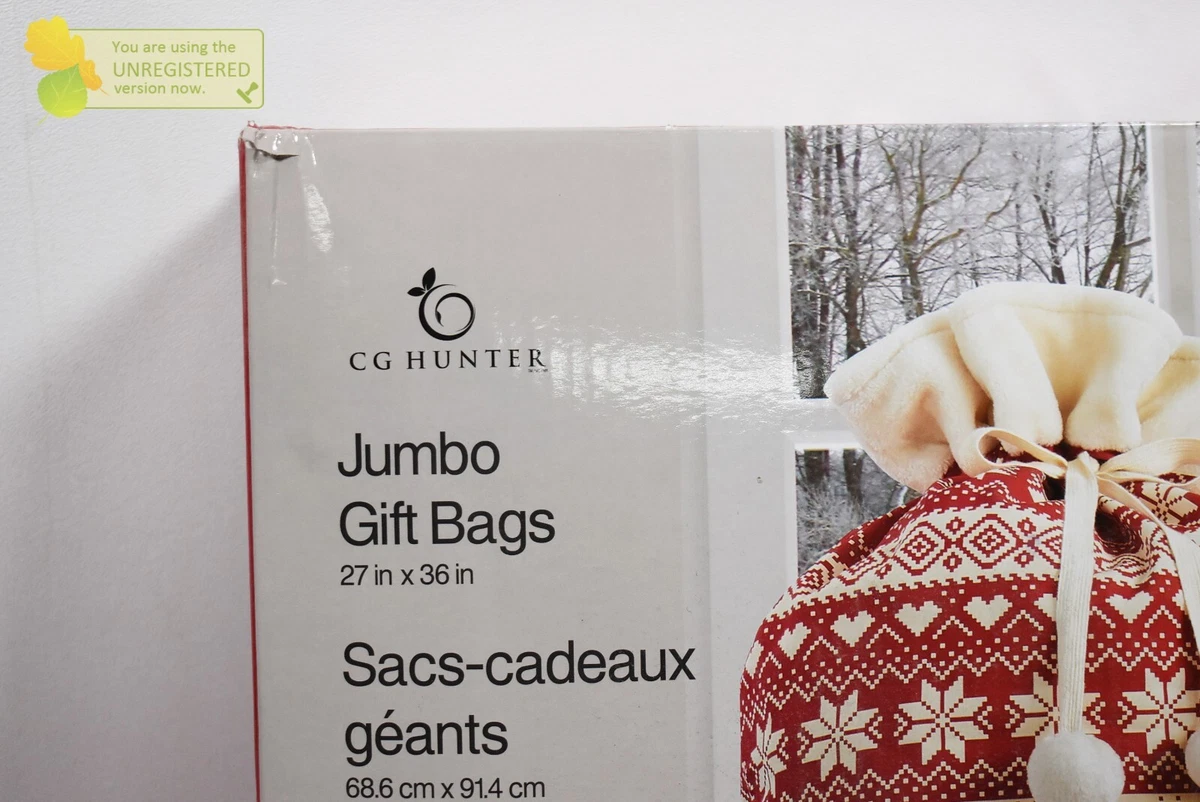 You are using the
UNREGISTERED
version now.
CG HUNTER
Jumbo
Gift Bags
27 in x 36 in
Sacs-cadeaux
géants
68.6 cm x 91.4 cm